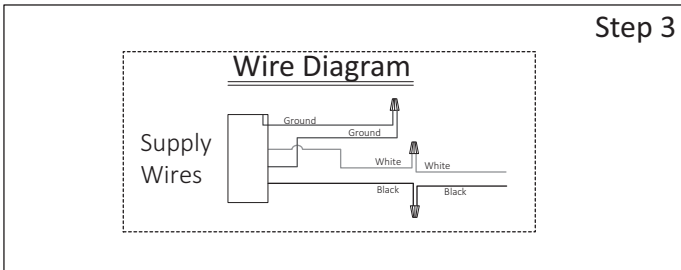 Step 3
Wire Diagram
Supply
Wires
Ground
Ground
White
White
Black
Black